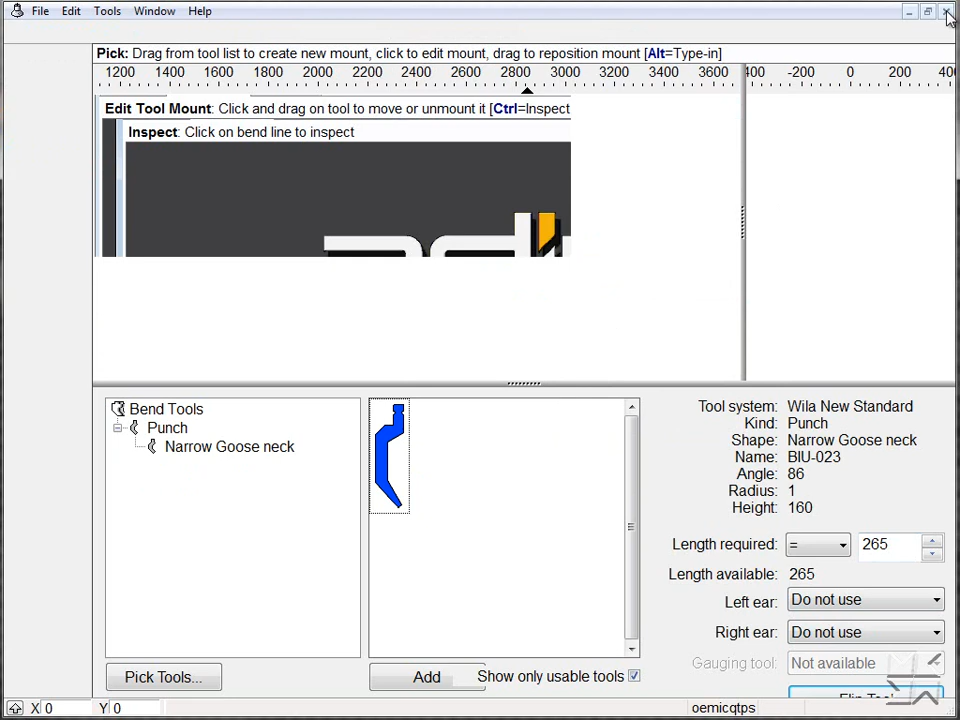 File Edit Tools Window Help
Pick: Drag from tool list to create new mount, click to edit mount, drag to reposition mount [Alt=Type-in]
1200 1400 1600 1800 2000 2200 2400 2600 2800 3000 3200 3400 3600 400 -200 0 200 400
Edit Tool Mount: Click and drag on tool to move or unmount it [Ctrl=Inspect
Inspect: Click on bend line to inspect
Bend Tools
Punch
Narrow Goose neck
Tool system: Wila New Standard
Kind: Punch
Shape: Narrow Goose neck
Name: BIU-023
Angle: 86
Radius: 1
Height: 160
Length required: = 265
Length available: 265
Left ear: Do not use
Right ear: Do not use
Gauging tool: Not available
Pick Tools... Add Show only usable tools
X 0 Y 0 oemicqtps